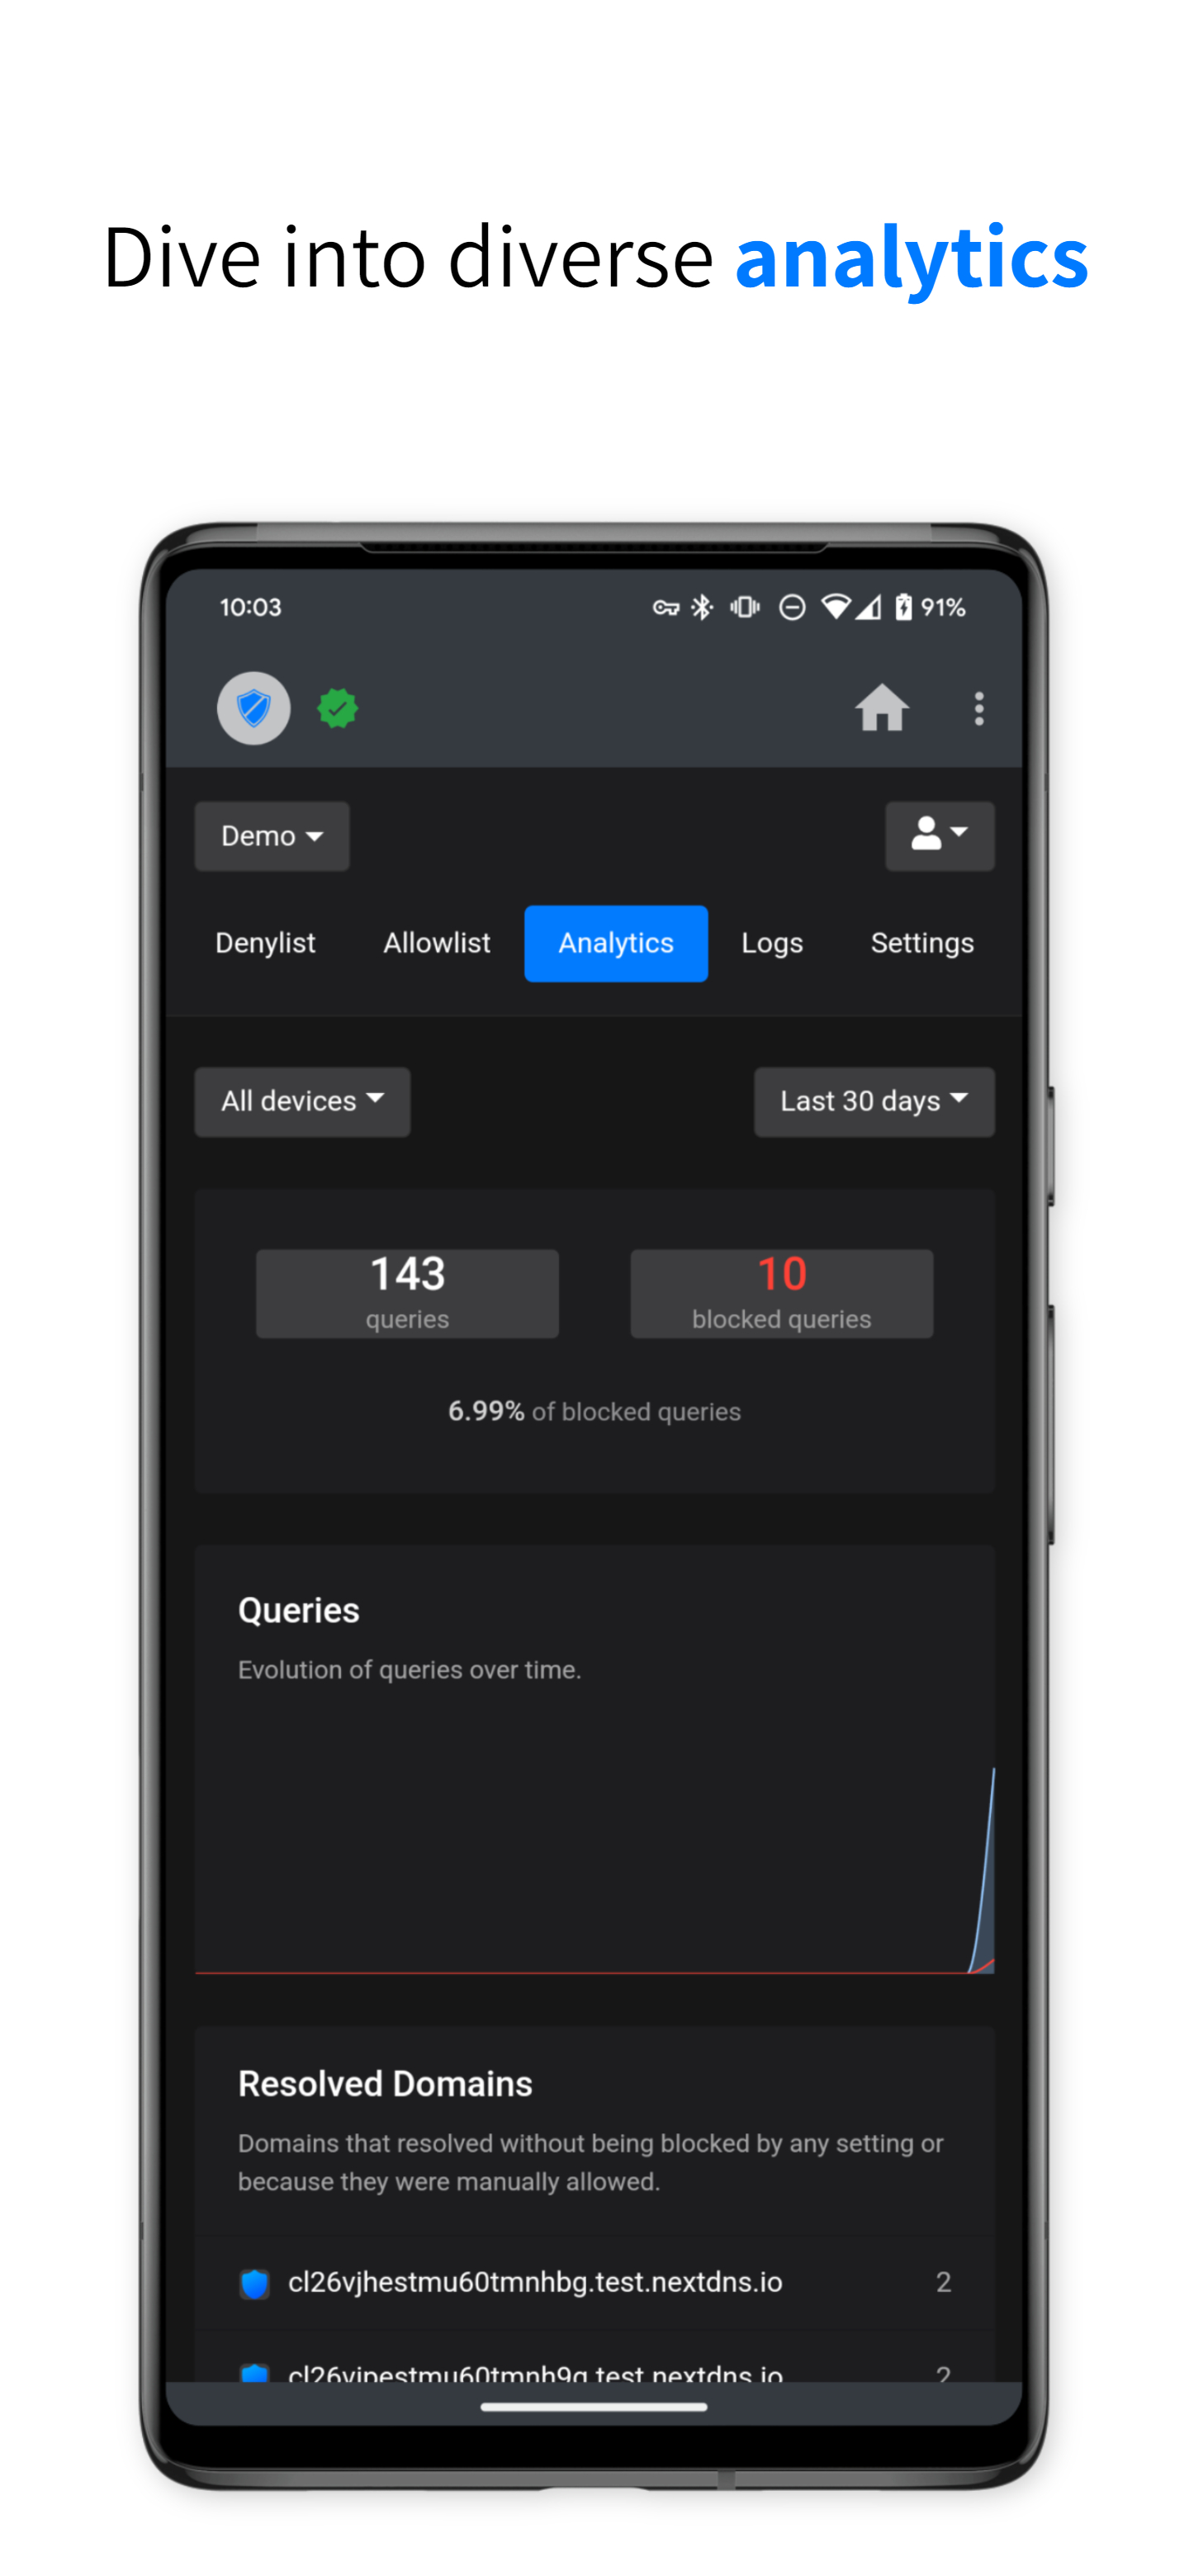 Dive into diverse analytics
10:03
91%
Demo
Denylist Allowlist Analytics Logs Settings
All devices
Last 30 days
143
queries
10
blocked queries
6.99% of blocked queries
Queries
Evolution of queries over time.
Resolved Domains
Domains that resolved without being blocked by any setting or
because they were manually allowed.
cl26vjhestmu60tmnhbg.test.nextdns.io 2
2